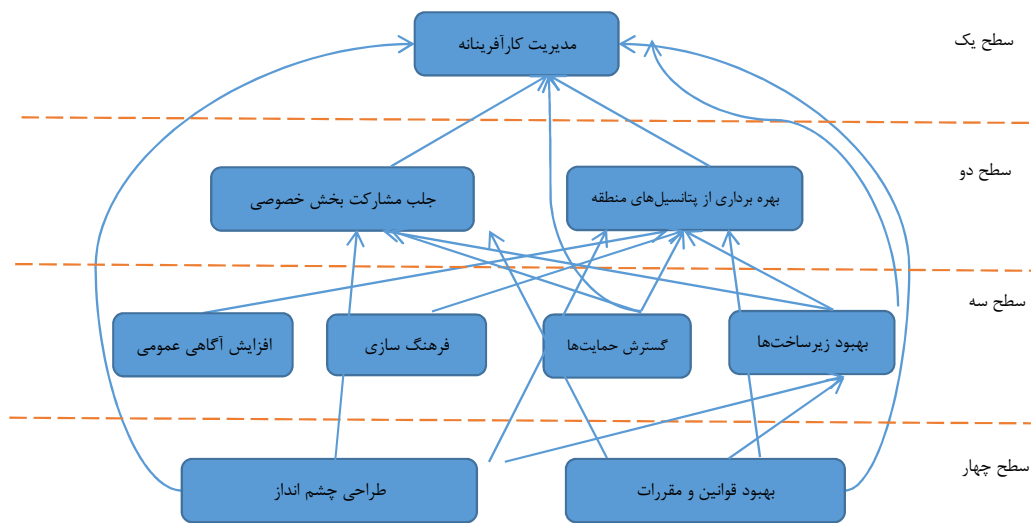 مدیریت کارآفرینانه
سطح یک
جلب مشارکت بخش خصوصی
بهره برداری از پتانسیل‌های منطقه
سطح دو
سطح سه
افزایش آگاهی عمومی
فرهنگ سازی
گسترش حمایت‌ها
بهبود زیرساخت‌ها
سطح چهار
طراحی چشم انداز
بهبود قوانین و مقررات